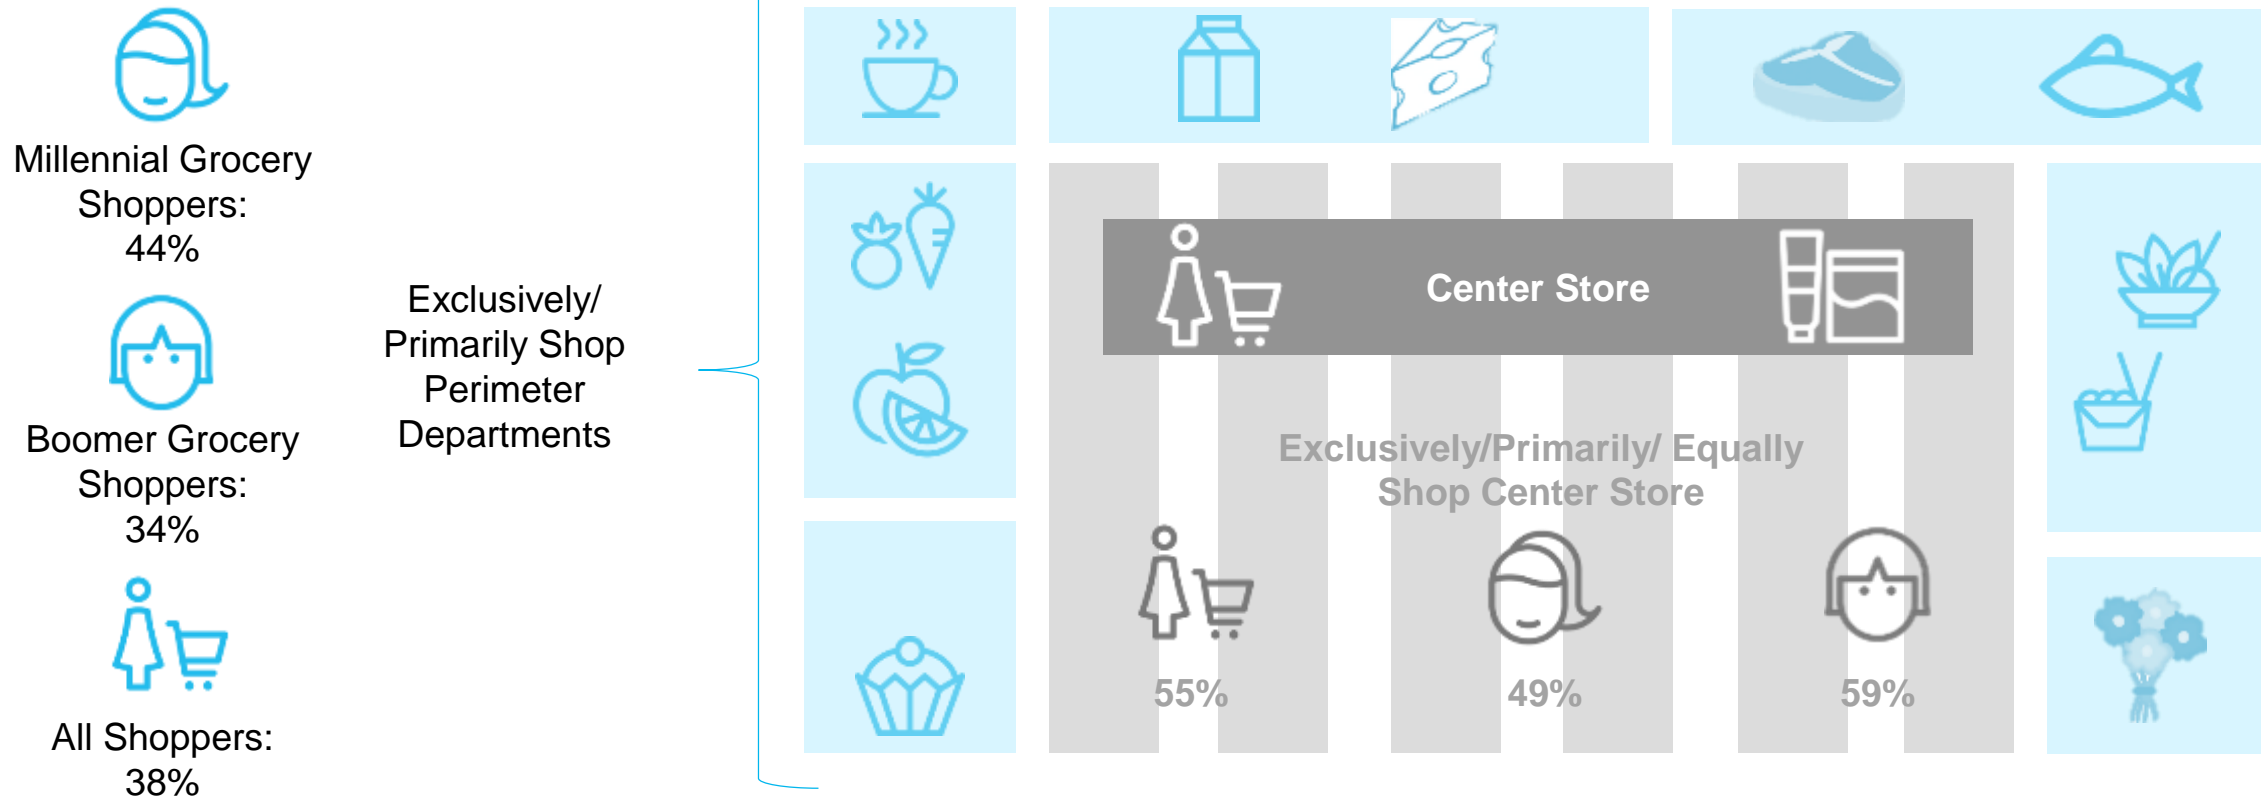 Millennial Grocery
Shoppers:
44%
Boomer Grocery
Shoppers:
34%
All Shoppers:
38%
Exclusively/
Primarily Shop
Perimeter
Departments
Center Store
Exclusively/Primarily/ Equally
Shop Center Store
55%
49%
59%